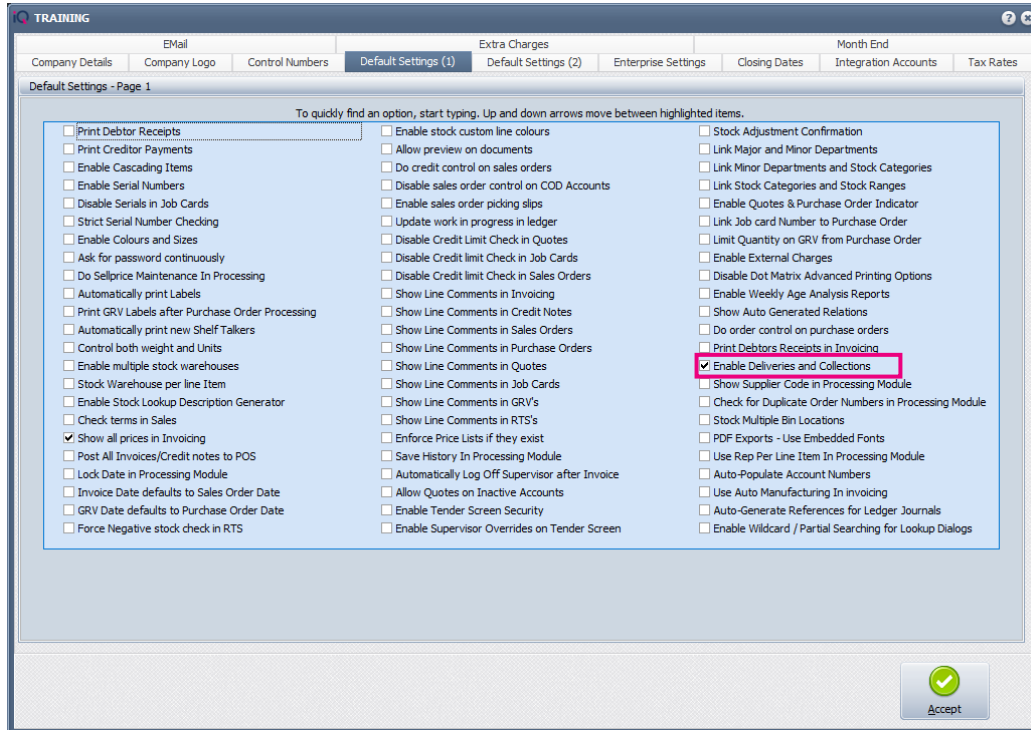 iQ TRAINING
EMail
Extra Charges
Month End
Company Details
Company Logo
Control Numbers
Default Settings (1)
Default Settings (2)
Enterprise Settings
Closing Dates
Integration Accounts
Tax Rates
Default Settings - Page 1
To quickly find an option, start typing. Up and down arrows move between highlighted items.
Print Debtor Receipts
Print Creditor Payments
Enable Cascading Items
Enable Serial Numbers
Disable Serials in Job Cards
Strict Serial Number Checking
Enable Colours and Sizes
Ask for password continuously
Do Sellprice Maintenance In Processing
Automatically print Labels
Print GRV Labels after Purchase Order Processing
Automatically print new Shelf Talkers
Control both weight and Units
Enable multiple stock warehouses
Stock Warehouse per line Item
Enable Stock Lookup Description Generator
Check terms in Sales
Show all prices in Invoicing
Post All Invoices/Credit notes to POS
Lock Date in Processing Module
Invoice Date defaults to Sales Order Date
GRV Date defaults to Purchase Order Date
Force Negative stock check in RTS
Enable stock custom line colours
Allow preview on documents
Do credit control on sales orders
Disable sales order control on COD Accounts
Enable sales order picking slips
Update work in progress in ledger
Disable Credit Limit Check in Quotes
Disable Credit limit Check in Job Cards
Disable Credit limit Check in Sales Orders
Show Line Comments in Invoicing
Show Line Comments in Credit Notes
Show Line Comments in Sales Orders
Show Line Comments in Purchase Orders
Show Line Comments in Quotes
Show Line Comments in Job Cards
Show Line Comments in GRV's
Show Line Comments in RTS's
Enforce Price Lists if they exist
Save History In Processing Module
Automatically Log Off Supervisor after Invoice
Allow Quotes on Inactive Accounts
Enable Tender Screen Security
Enable Supervisor Overrides on Tender Screen
Stock Adjustment Confirmation
Link Major and Minor Departments
Link Minor Departments and Stock Categories
Link Stock Categories and Stock Ranges
Enable Quotes & Purchase Order Indicator
Link Job card Number to Purchase Order
Limit Quantity on GRV from Purchase Order
Enable External Charges
Disable Dot Matrix Advanced Printing Options
Enable Weekly Age Analysis Reports
Show Auto Generated Relations
Do order control on purchase orders
Print Debtors Receipts in Invoicing
Enable Deliveries and Collections
Show Supplier Code in Processing Module
Check for Duplicate Order Numbers in Processing Module
Stock Multiple Bin Locations
PDF Exports - Use Embedded Fonts
Use Rep Per Line Item In Processing Module
Auto-Populate Account Numbers
Use Auto Manufacturing In invoicing
Auto-Generate References for Ledger Journals
Enable Wildcard / Partial Searching for Lookup Dialogs
Accept